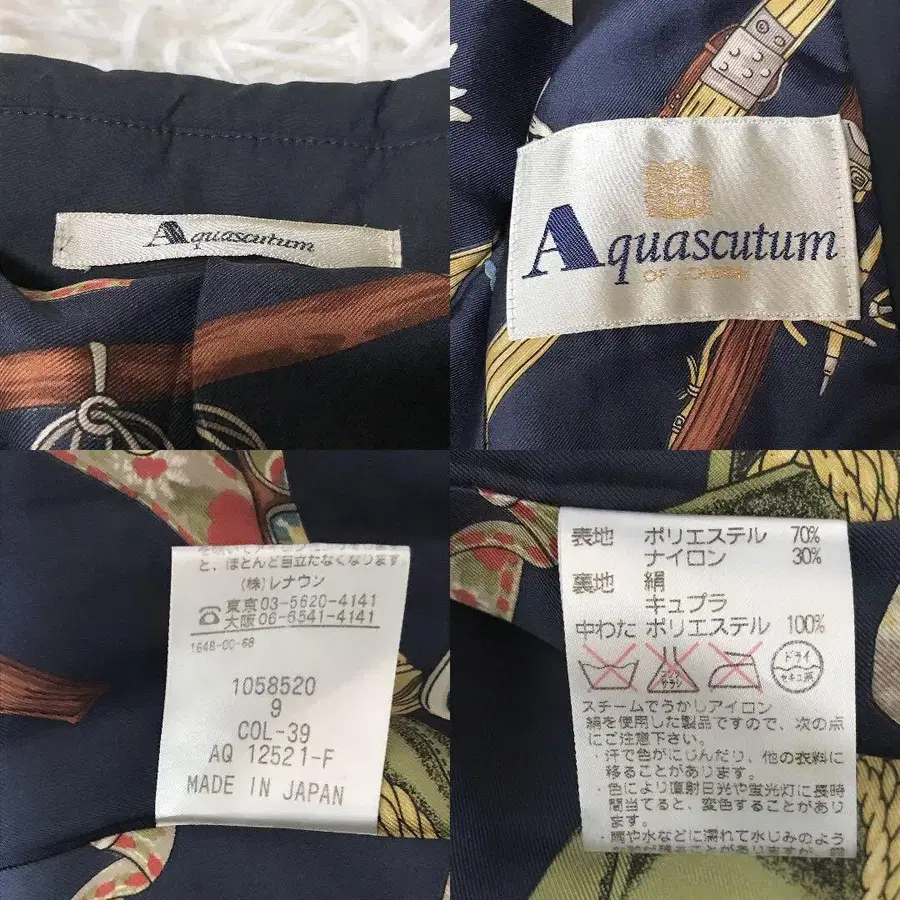 Aquascutum
Aquascutum
OF LONDON
と、ほとんど目立たなくなります
(株)レナウン
☎東京03-5620-4141
大阪06-6541-4141
1648-00-68
1058520
9
COL-39
AQ 12521-F
MADE IN JAPAN
表地 ポリエステル 70%
ナイロン 30%
裏地 絹
キュプラ
中わた ポリエステル 100%
ドライ
セキユ系
スチームでうかしアイロン
絹を使用した製品ですので、次の点
にご注意下さい。
・汗で色がにじんだり、他の衣料に
移ることがあります。
・色により直射日光や蛍光灯に長時
間当てると、変色することがあり
ます。
・雨や水などに濡れて水じみのよう